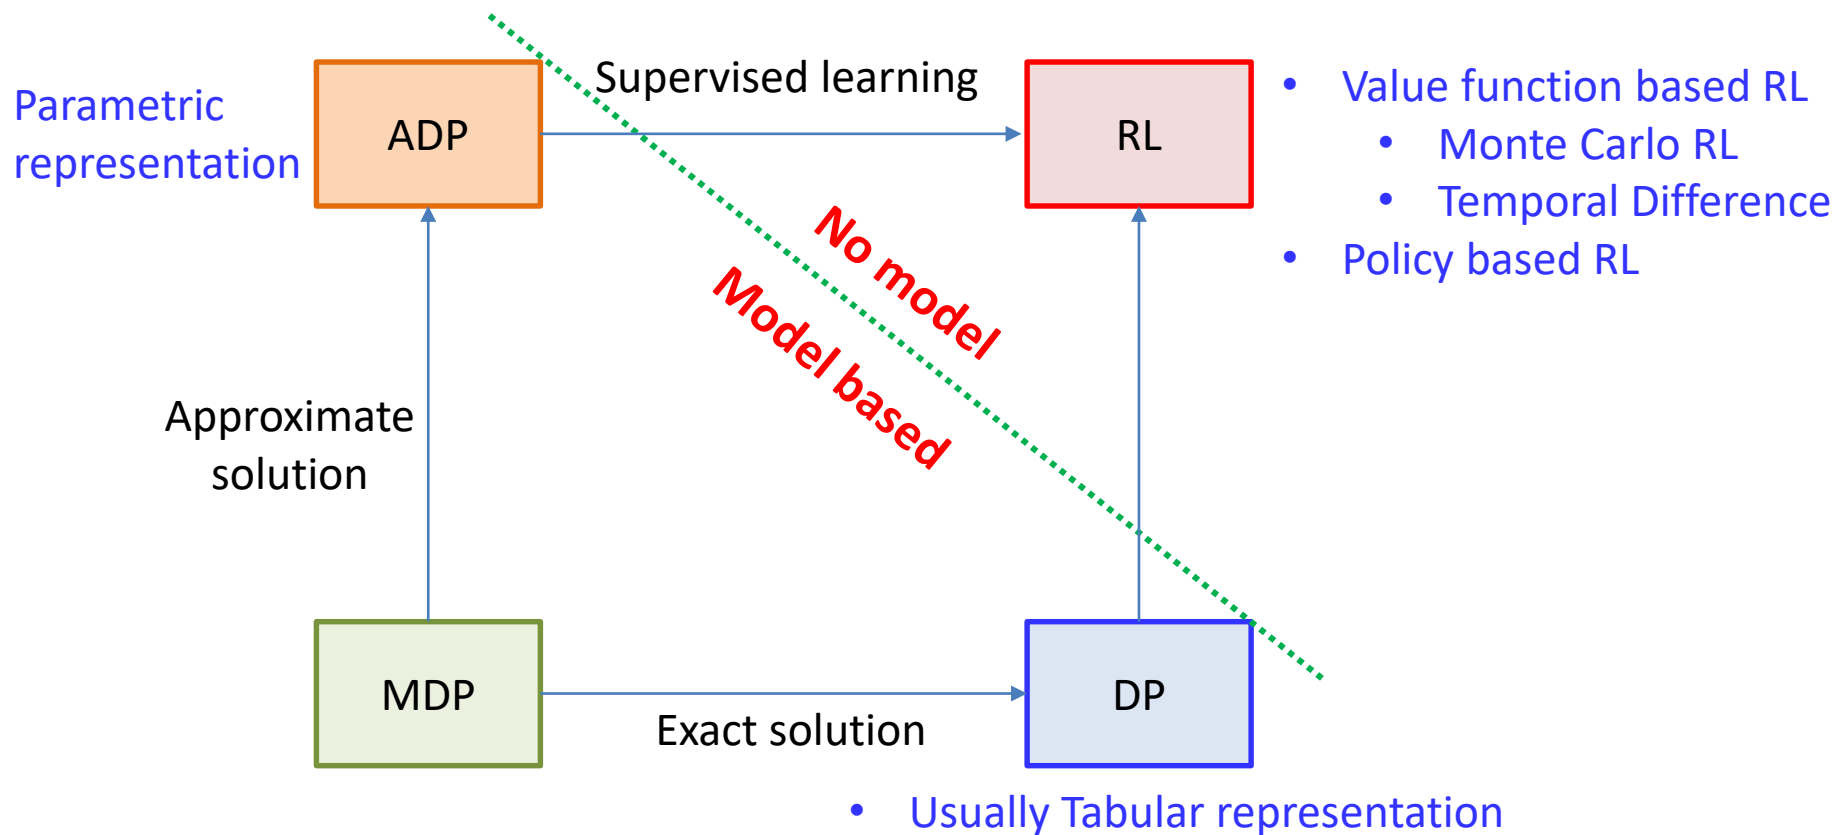 Supervised learning
Parametric
representation
ADP
RL
• Value function based RL
• Monte Carlo RL
• Temporal Difference
• Policy based RL
No model
Model based
Approximate
solution
MDP
Exact solution
DP
• Usually Tabular representation